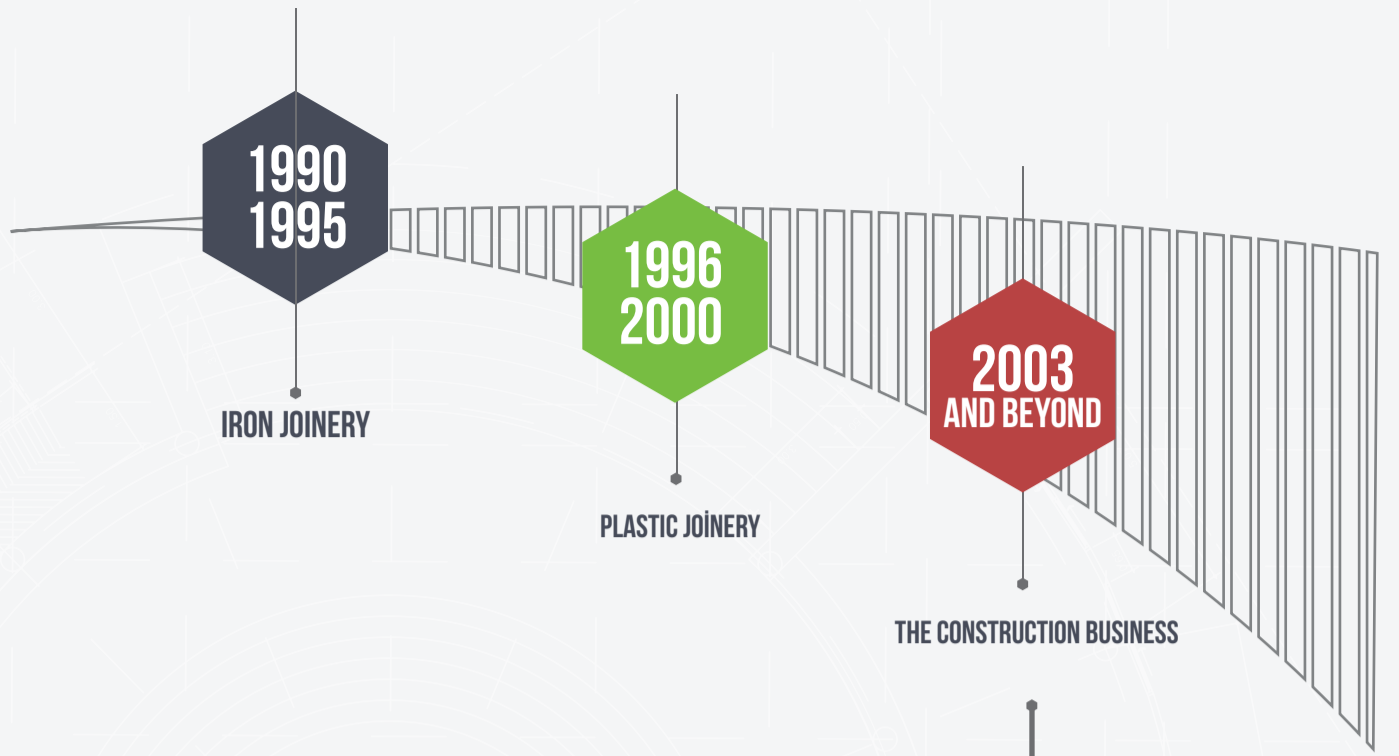 1990
1995
IRON JOINERY
1996
2000
PLASTIC JOİNERY
2003
AND BEYOND
THE CONSTRUCTION BUSINESS